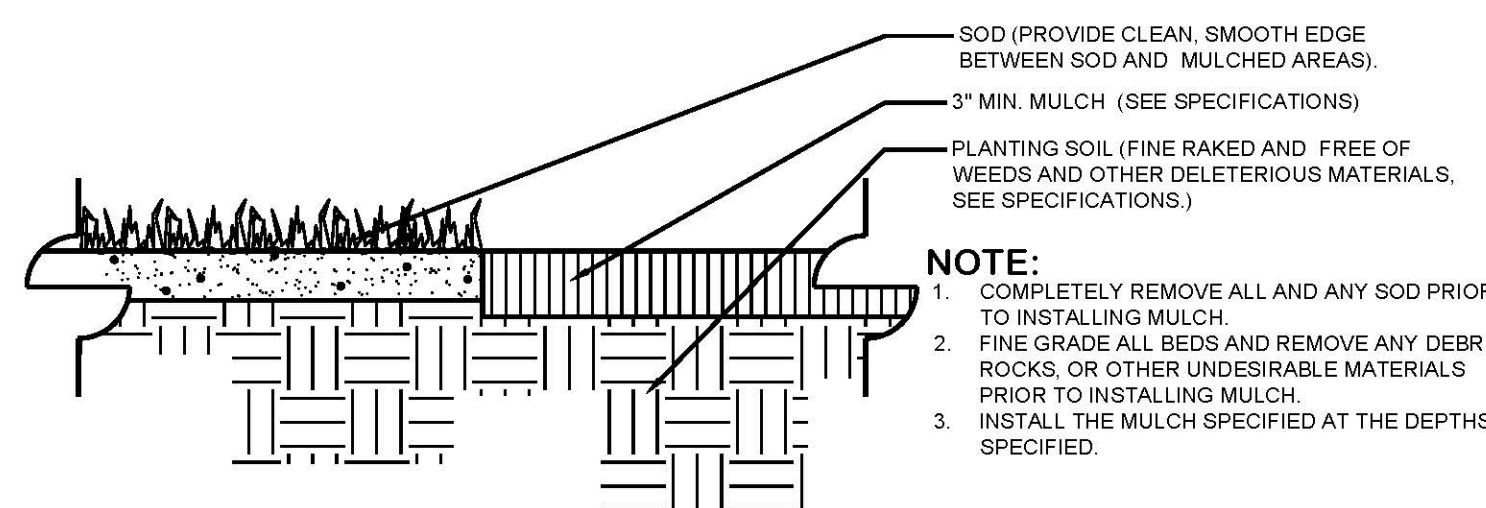 SOD (PROVIDE CLEAN, SMOOTH EDGE
BETWEEN SOD AND MULCHED AREAS).
3" MIN. MULCH (SEE SPECIFICATIONS)
PLANTING SOIL (FINE RAKED AND FREE OF
WEEDS AND OTHER DELETERIOUS MATERIALS,
SEE SPECIFICATIONS.)
NOTE:
1. COMPLETELY REMOVE ALL AND ANY SOD PRIOR
TO INSTALLING MULCH.
2. FINE GRADE ALL BEDS AND REMOVE ANY DEBR
ROCKS, OR OTHER UNDESIRABLE MATERIALS
PRIOR TO INSTALLING MULCH.
3. INSTALL THE MULCH SPECIFIED AT THE DEPTHS
SPECIFIED.